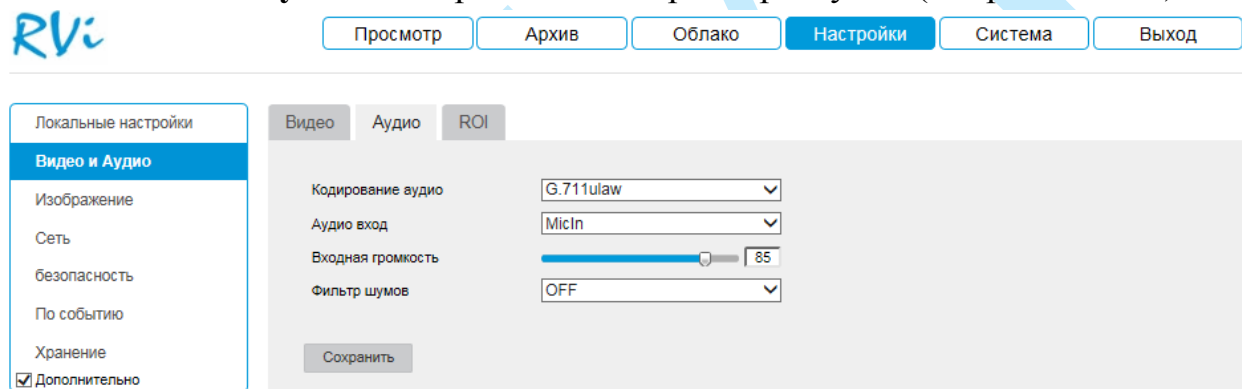 RVi
Просмотр Архив Облако Настройки Система Выход
Локальные настройки
Видео и Аудио
Изображение
Сеть
безопасность
По событию
Хранение
Дополнительно
Видео Аудио ROI
Кодирование аудио G.711ulaw
Аудио вход MicIn
Входная громкость 85
Фильтр шумов OFF
Сохранить